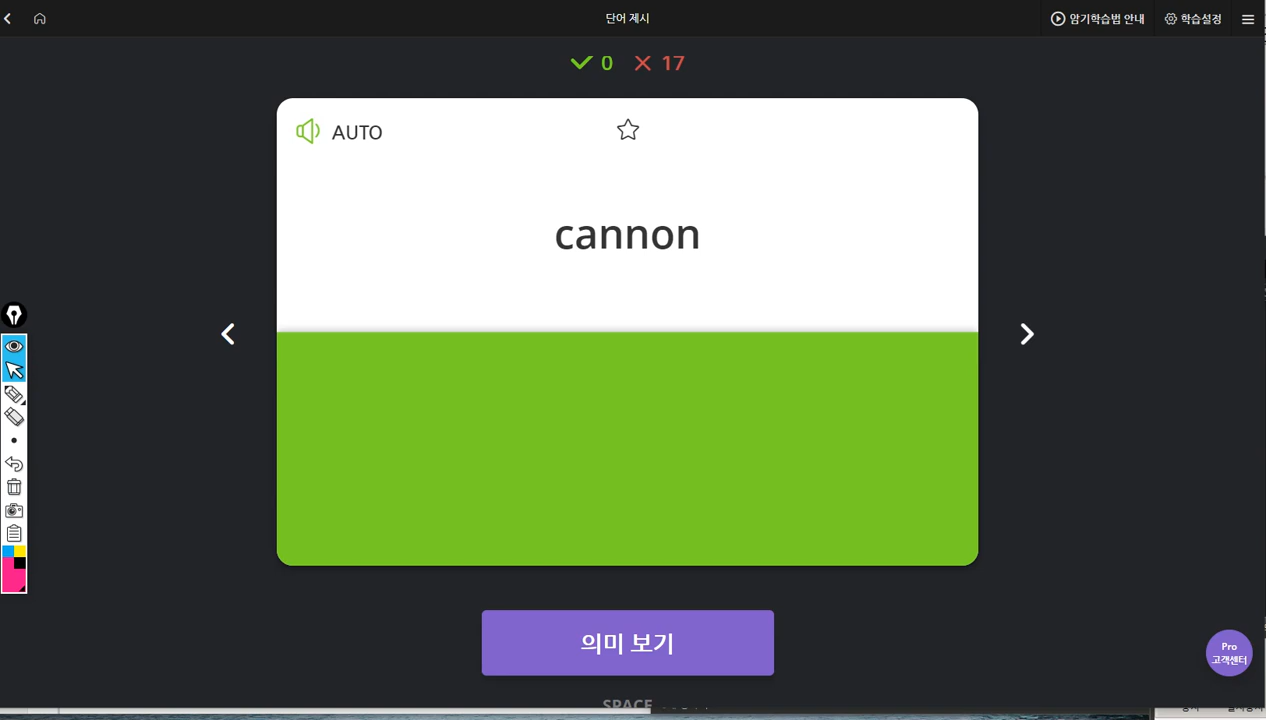 단어 제시
암기학습법 안내
학습설정
0
17
AUTO
cannon
의미 보기
Pro
고객센터
SPACE